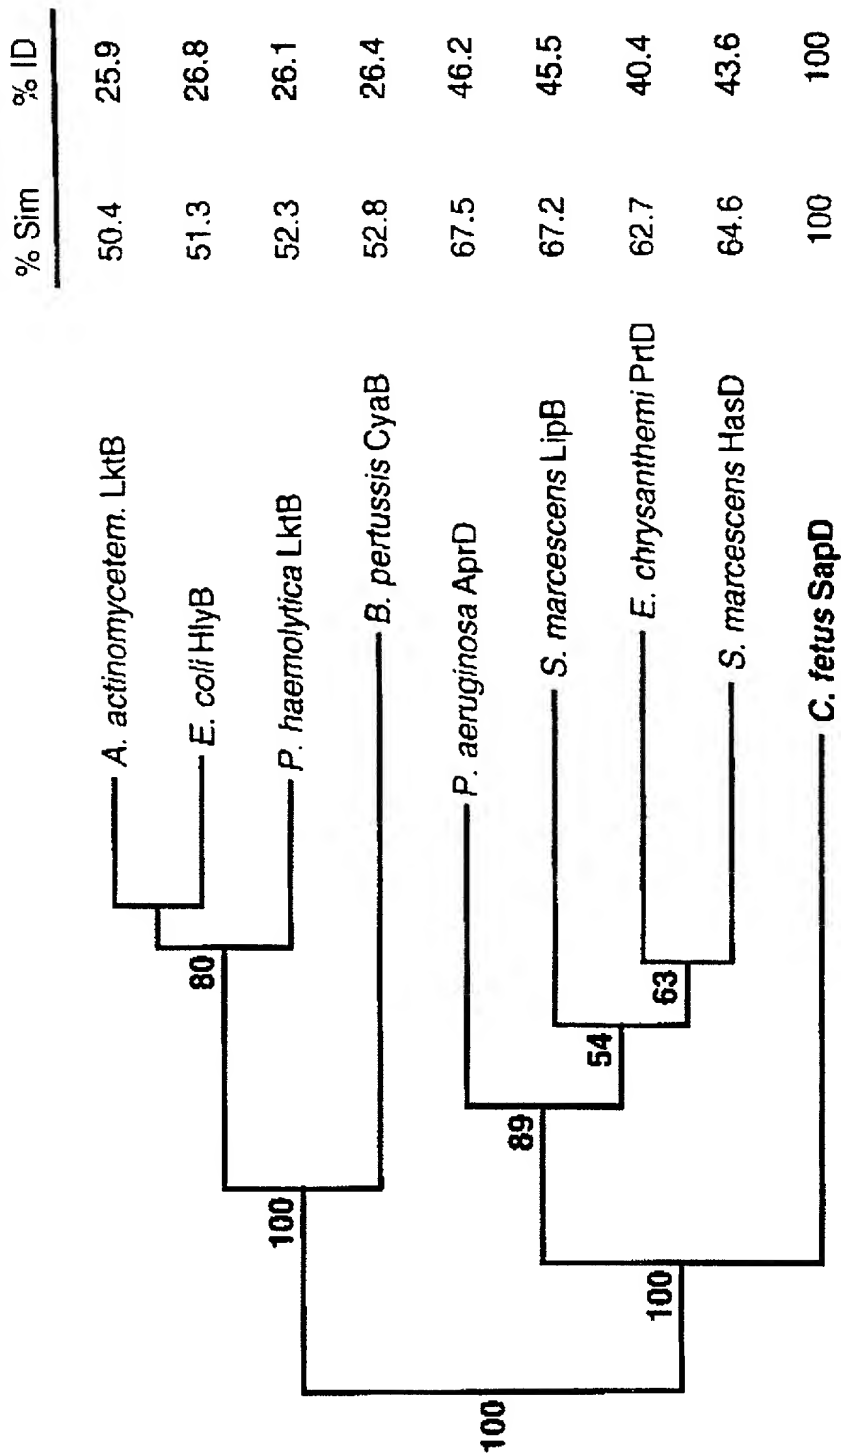 % Sim % ID
A. actinomycetem. LktB 50.4 25.9
E. coli HlyB 51.3 26.8
80
P. haemolytica LktB 52.3 26.1
100
B. pertussis CyaB 52.8 26.4
P. aeruginosa AprD 67.5 46.2
100
89
S. marcescens LipB 67.2 45.5
54
E. chrysanthemi PrtD 62.7 40.4
63
100
S. marcescens HasD 64.6 43.6
C. fetus SapD 100 100